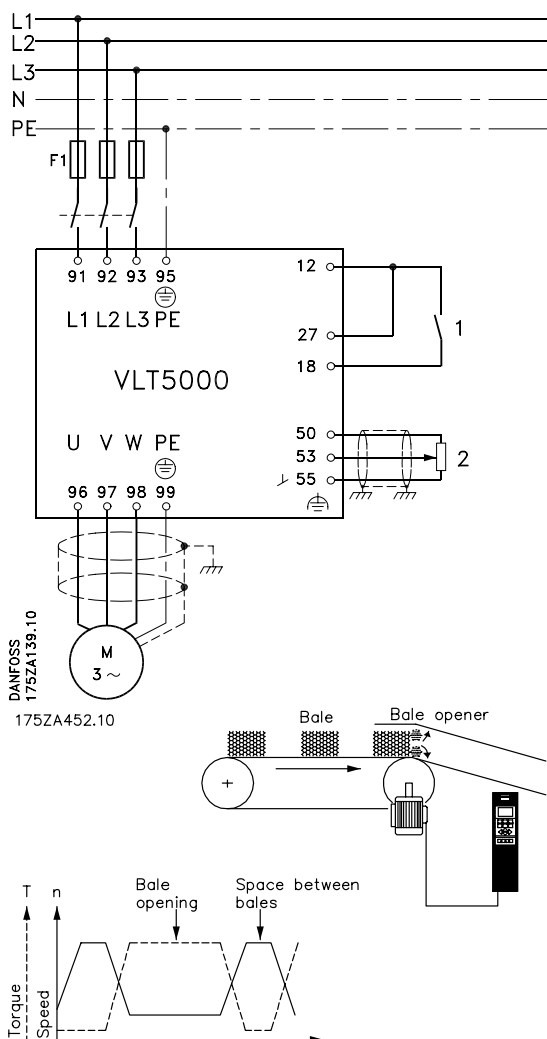 L1
L2
L3
N
PE
F1
91 92 93 95
L1 L2 L3 PE
12
27
18
1
VLT5000
50
53
55
2
U V W PE
96 97 98 99
M
3 ~
DANFOSS
175ZA139.10
175ZA452.10
Bale
Bale opener
T n
Bale
opening
Space between
bales
Torque
Speed